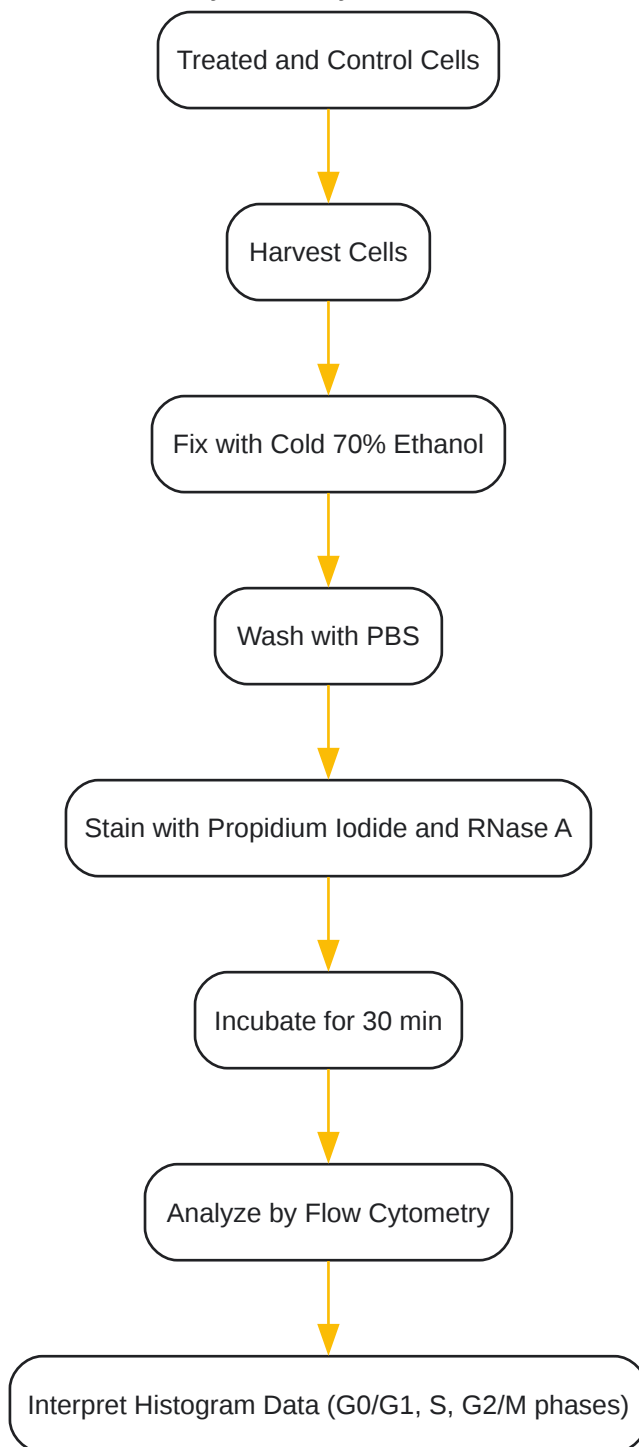 Treated and Control Cells
Harvest Cells
Fix with Cold 70% Ethanol
Wash with PBS
Stain with Propidium Iodide and RNase A
Incubate for 30 min
Analyze by Flow Cytometry
Interpret Histogram Data (G0/G1, S, G2/M phases)